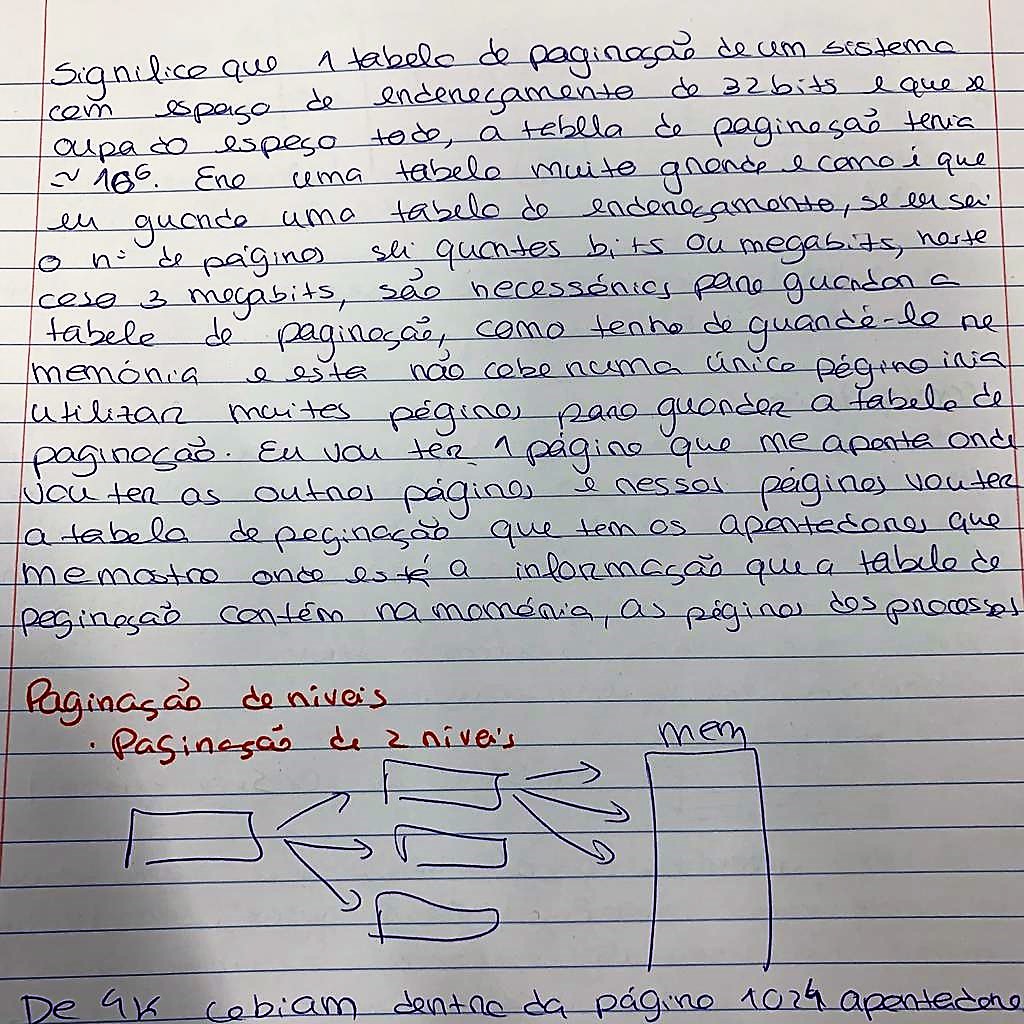 Significa que 1 tabela de paginação de um sistema
com espaço de endereçamento de 32 bits e que se
oupado espaço todo, a tabela de paginação teria
≈ 10⁶. Era uma tabela muito grande e como é que
eu guardo uma tabela de endereçamento, se eu sei
o nº de páginas sei quantos bits ou megabits, neste
caso 3 megabits, são necessários para guardar a
tabela de paginação, como tenho de guardá-la na
memória e esta não cabe numa única página iria
utilizar muitas páginas para guardar a tabela de
paginação. Eu vou ter 1 página que me aponta onde
vou ter as outras páginas e nessas páginas vou ter
a tabela de paginação que tem os apontadores que
me mostra onde está a informação que a tabela de
paginação contém na memória, as páginas dos processos
Paginação de niveis
· Paginação de 2 niveis
mem
De 4K cabiam dentro da página 1024 apontadore